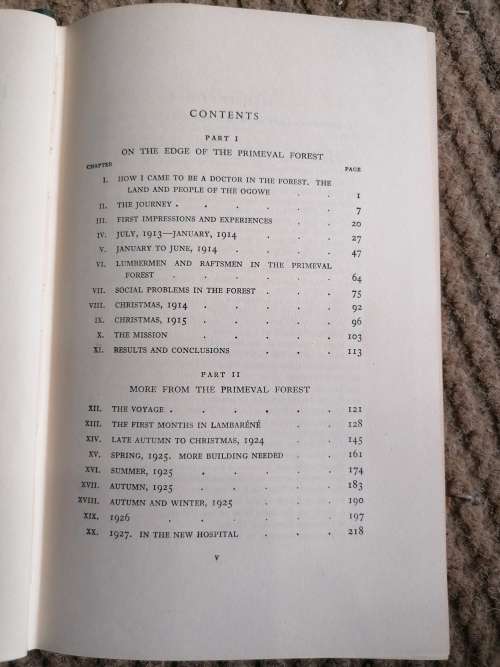 CONTENTS
PART I
ON THE EDGE OF THE PRIMEVAL FOREST
CHAPTER PAGE
I. HOW I CAME TO BE A DOCTOR IN THE FOREST. THE
LAND AND PEOPLE OF THE OGOWE . . 1
II. THE JOURNEY . . . . . . 7
III. FIRST IMPRESSIONS AND EXPERIENCES . . 20
IV. JULY, 1913—JANUARY, 1914 . . . 27
V. JANUARY TO JUNE, 1914 . . . . 47
VI. LUMBERMEN AND RAFTSMEN IN THE PRIMEVAL
FOREST . . . . . . 64
VII. SOCIAL PROBLEMS IN THE FOREST . . . 75
VIII. CHRISTMAS, 1914 . . . . . 92
IX. CHRISTMAS, 1915 . . . . . 96
X. THE MISSION . . . . . 103
XI. RESULTS AND CONCLUSIONS . . . 113
PART II
MORE FROM THE PRIMEVAL FOREST
XII. THE VOYAGE . . . . . . 121
XIII. THE FIRST MONTHS IN LAMBARÉNÉ . . 128
XIV. LATE AUTUMN TO CHRISTMAS, 1924 . . 145
XV. SPRING, 1925. MORE BUILDING NEEDED . . 161
XVI. SUMMER, 1925 . . . . . 174
XVII. AUTUMN, 1925 . . . . . 183
XVIII. AUTUMN AND WINTER, 1925 . . . 190
XIX. 1926 . . . . . . 197
XX. 1927. IN THE NEW HOSPITAL . . . 218
v